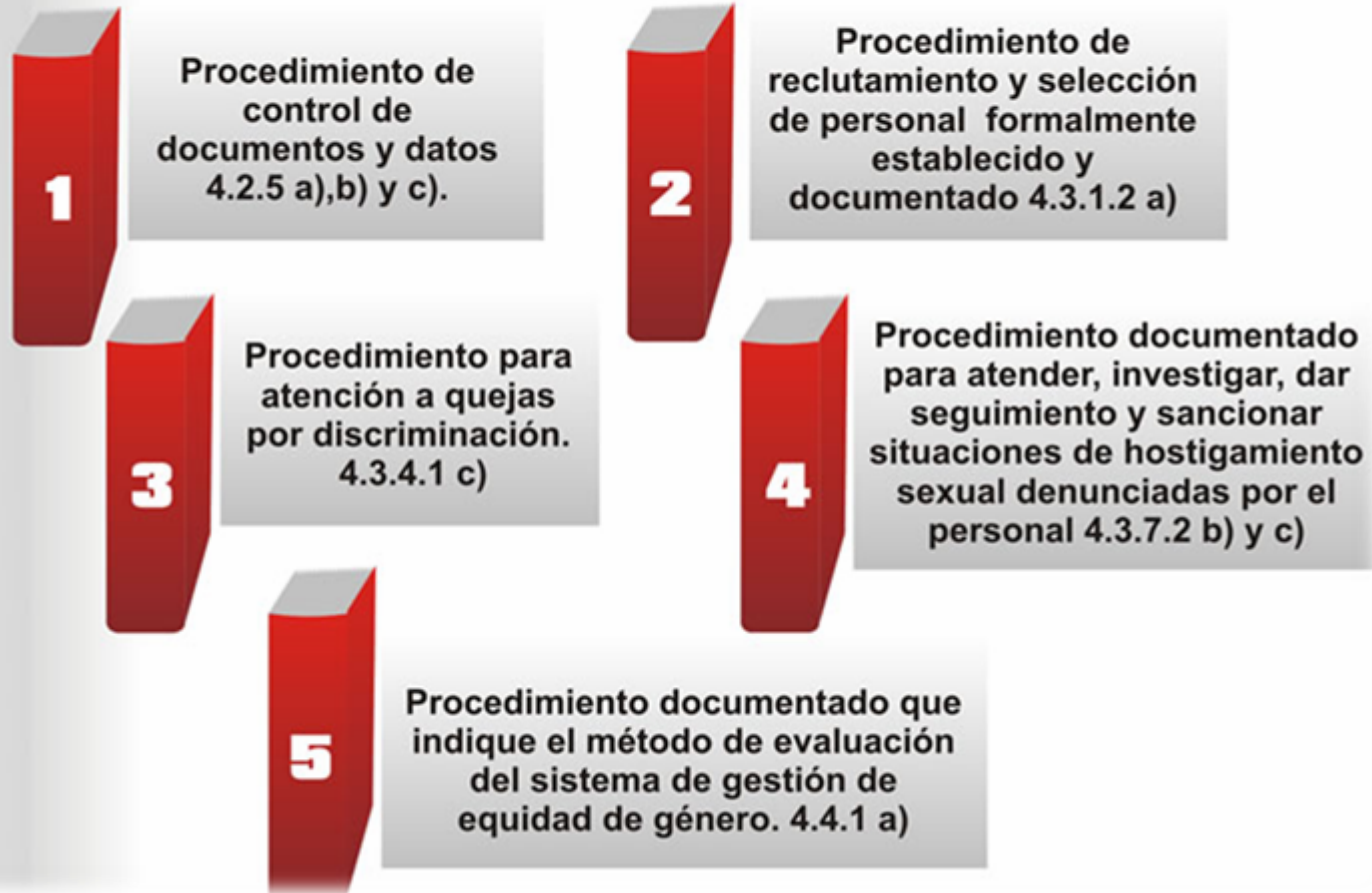 1
Procedimiento de
control de
documentos y datos
4.2.5 a),b) y c).
2
Procedimiento de
reclutamiento y selección
de personal formalmente
establecido y
documentado 4.3.1.2 a)
3
Procedimiento para
atención a quejas
por discriminación.
4.3.4.1 c)
4
Procedimiento documentado
para atender, investigar, dar
seguimiento y sancionar
situaciones de hostigamiento
sexual denunciadas por el
personal 4.3.7.2 b) y c)
5
Procedimiento documentado que
indique el método de evaluación
del sistema de gestión de
equidad de género. 4.4.1 a)